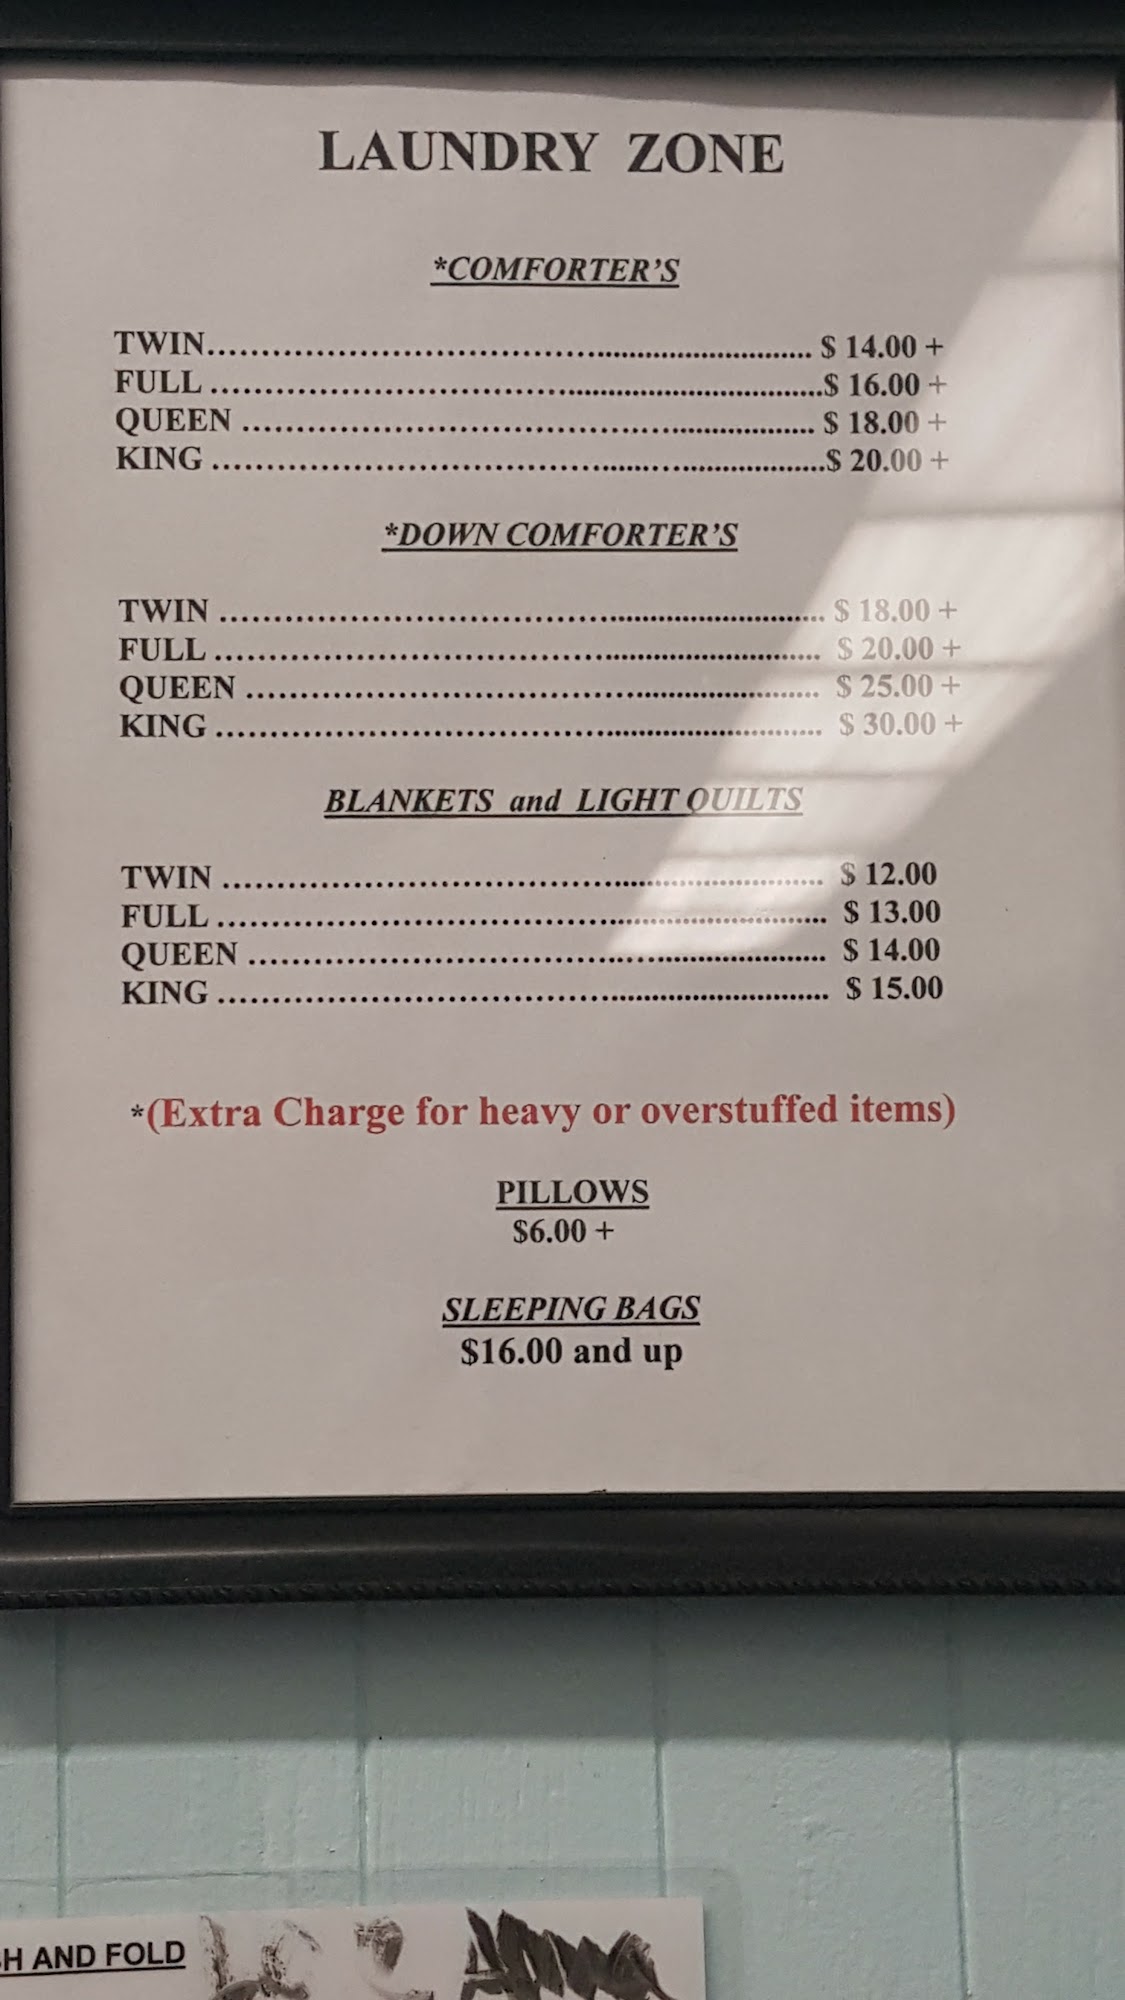 LAUNDRY ZONE
*COMFORTER'S
TWIN.......................................................................... $ 14.00 +
FULL ..........................................................................$ 16.00 +
QUEEN ...................................................................... $ 18.00 +
KING ..........................................................................$ 20.00 +
*DOWN COMFORTER'S
TWIN ......................................................................... $ 18.00 +
FULL ......................................................................... $ 20.00 +
QUEEN ..................................................................... $ 25.00 +
KING ......................................................................... $ 30.00 +
BLANKETS and LIGHT QUILTS
TWIN ......................................................................... $ 12.00
FULL ......................................................................... $ 13.00
QUEEN ..................................................................... $ 14.00
KING ......................................................................... $ 15.00
*(Extra Charge for heavy or overstuffed items)
PILLOWS
$6.00 +
SLEEPING BAGS
$16.00 and up
H AND FOLD